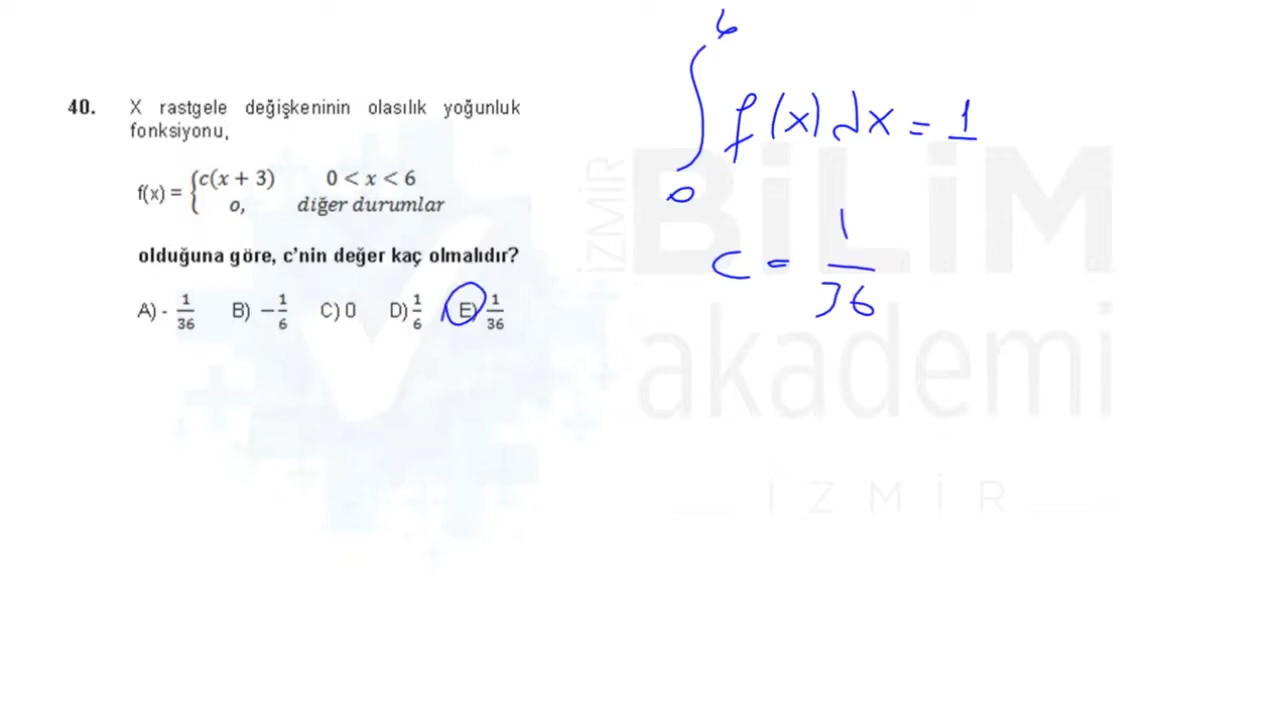 40. X rastgele değişkeninin olasılık yoğunluk
fonksiyonu,
f(x) = { c(x + 3) 0 < x < 6
o, diğer durumlar
olduğuna göre, c'nin değer kaç olmalıdır?
A) - 1/36 B) −1/6 C) 0 D) 1/6 E) 1/36
∫₀⁶ f(x) dx = 1
c = 1/36
İZMİR
BİLİM
akademi
İZMİR